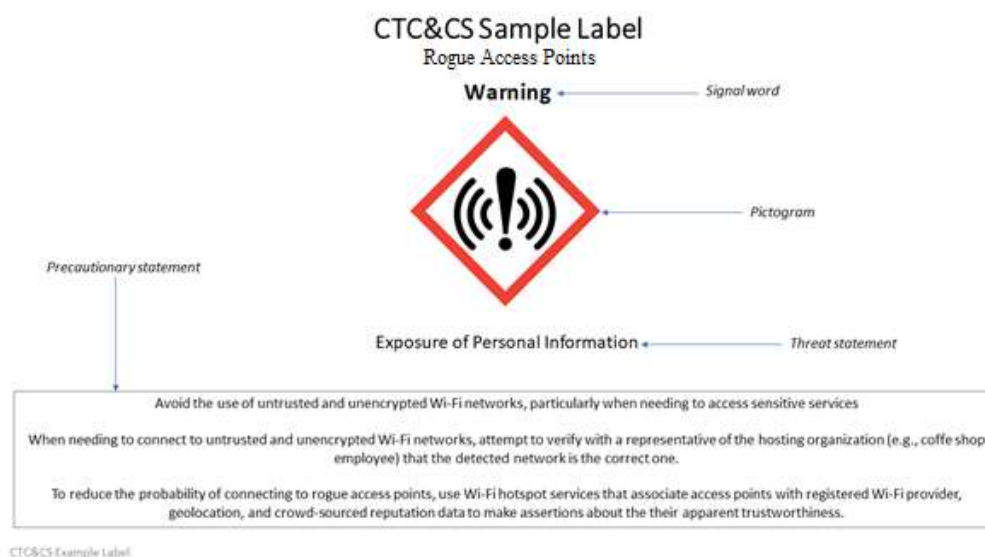 CTC&CS Sample Label
Rogue Access Points
Warning
Signal word
Pictogram
Precautionary statement
Exposure of Personal Information
Threat statement
Avoid the use of untrusted and unencrypted Wi-Fi networks, particularly when needing to access sensitive services
When needing to connect to untrusted and unencrypted Wi-Fi networks, attempt to verify with a representative of the hosting organization (e.g., coffe shop
employee) that the detected network is the correct one.
To reduce the probability of connecting to rogue access points, use Wi-Fi hotspot services that associate access points with registered Wi-Fi provider,
geolocation, and crowd-sourced reputation data to make assertions about the their apparent trustworthiness.
CTC&CS Example Label